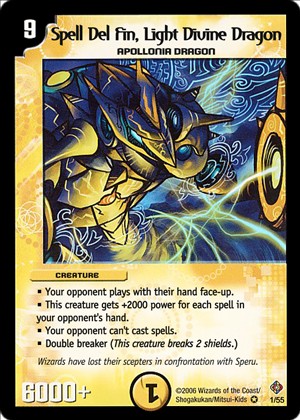 9
Spell Del Fin, Light Divine Dragon
APOLLONIA DRAGON
CREATURE
■ Your opponent plays with their hand face-up.
■ This creature gets +2000 power for each spell in
your opponent's hand.
■ Your opponent can't cast spells.
■ Double breaker (This creature breaks 2 shields.)
Wizards have lost their scepters in confrontation with Speru.
6000+
1
©2006 Wizards of the Coast/
Shogakukan/Mitsui-Kids
1/55